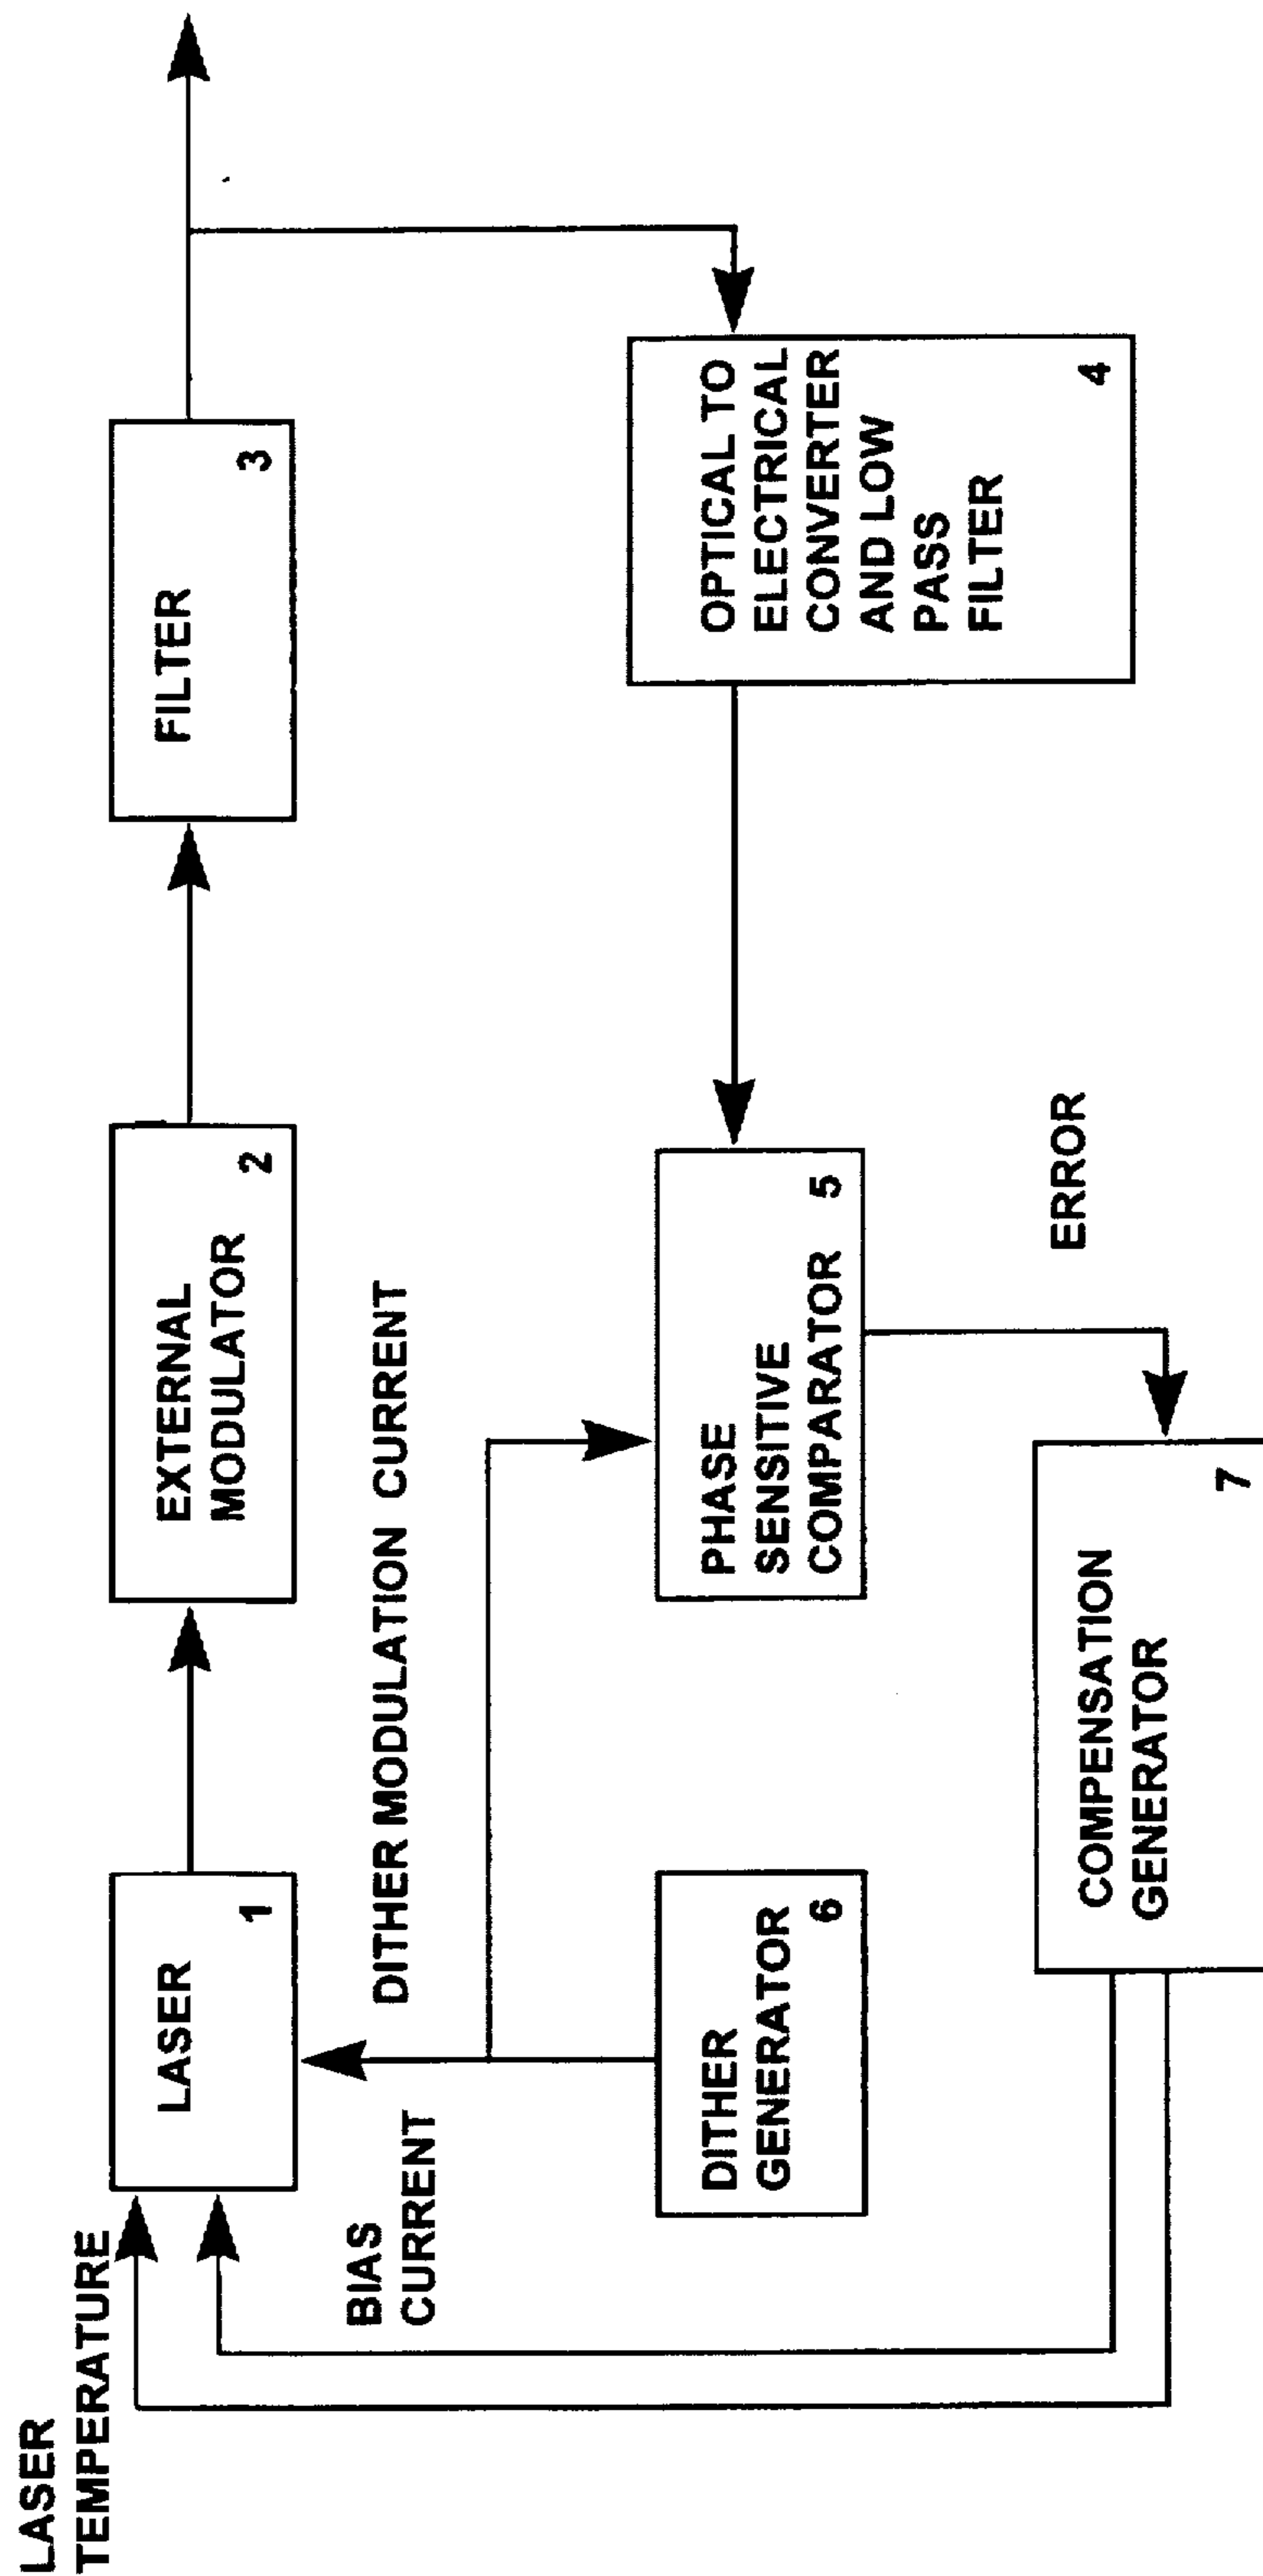 LASER
TEMPERATURE
LASER
1
EXTERNAL
MODULATOR
2
FILTER
3
BIAS
CURRENT
DITHER MODULATION CURRENT
DITHER
GENERATOR
6
PHASE
SENSITIVE
COMPARATOR 5
OPTICAL TO
ELECTRICAL
CONVERTER
AND LOW
PASS
FILTER
4
ERROR
COMPENSATION
GENERATOR
7